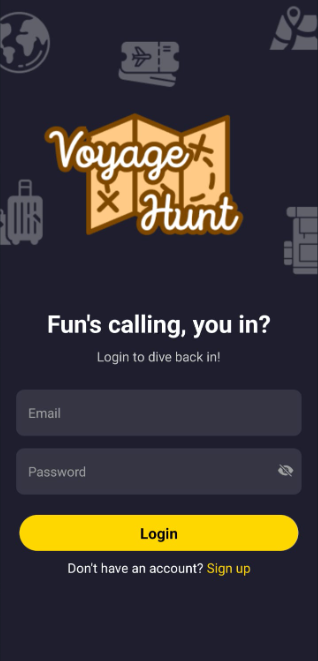 Voyage
Hunt
Fun's calling, you in?
Login to dive back in!
Email
Password
Login
Don't have an account? Sign up